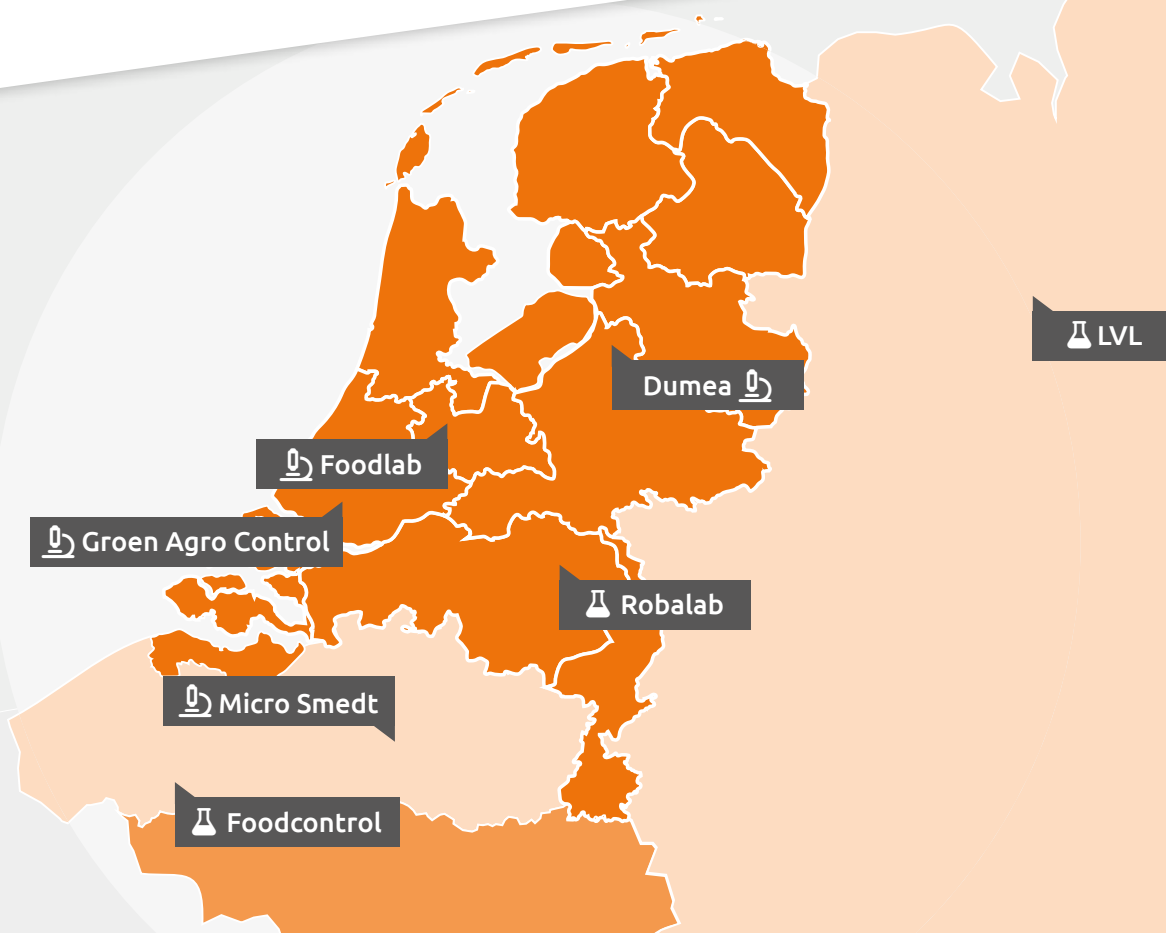 LVL
Dumea
Foodlab
Groen Agro Control
Robalab
Micro Smedt
Foodcontrol